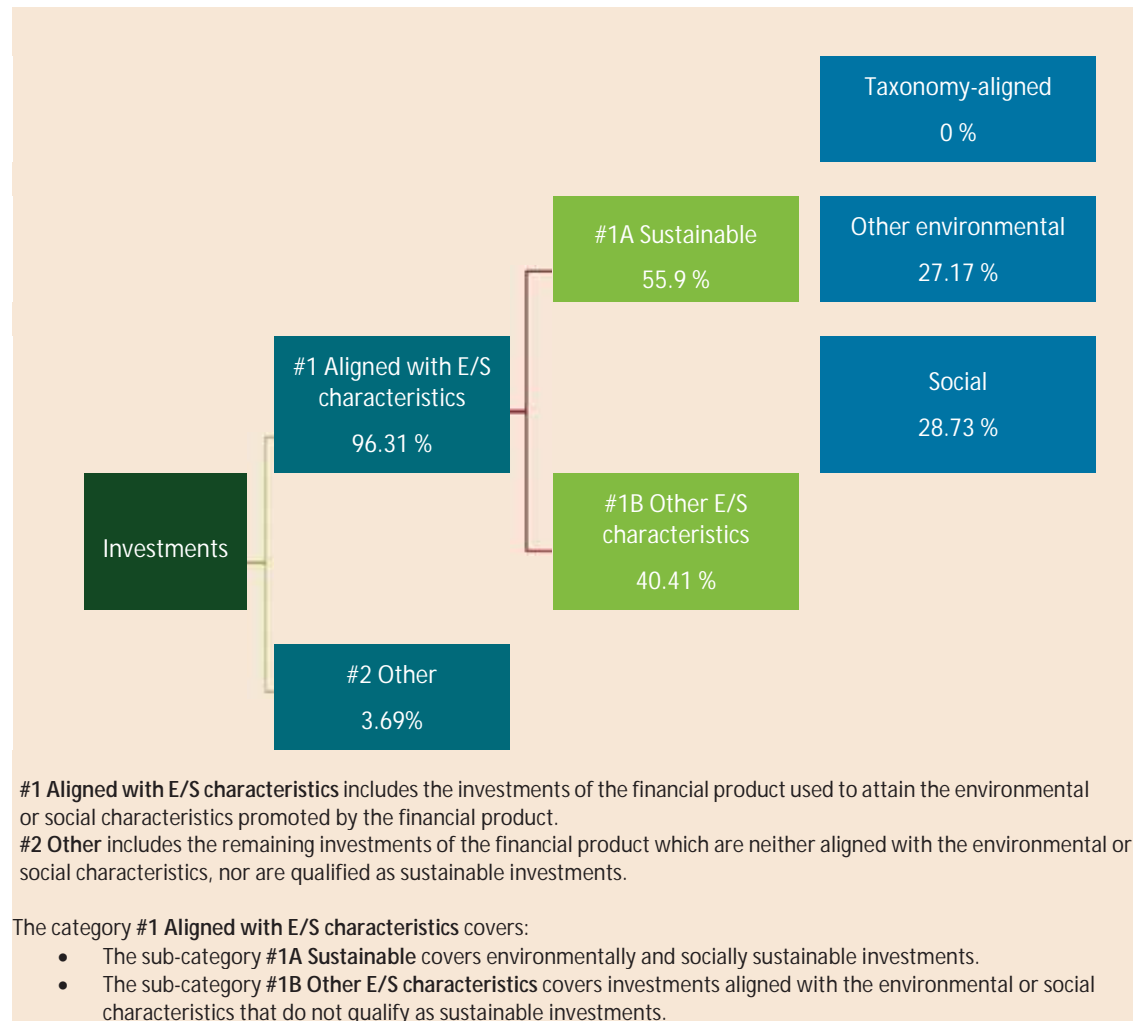 Taxonomy-aligned
0 %
#1A Sustainable
55.9 %
Other environmental
27.17 %
#1 Aligned with E/S
characteristics
96.31 %
Social
28.73 %
Investments
#1B Other E/S
characteristics
40.41 %
#2 Other
3.69%
#1 Aligned with E/S characteristics includes the investments of the financial product used to attain the environmental
or social characteristics promoted by the financial product.
#2 Other includes the remaining investments of the financial product which are neither aligned with the environmental or
social characteristics, nor are qualified as sustainable investments.
The category #1 Aligned with E/S characteristics covers:
• The sub-category #1A Sustainable covers environmentally and socially sustainable investments.
• The sub-category #1B Other E/S characteristics covers investments aligned with the environmental or social
characteristics that do not qualify as sustainable investments.